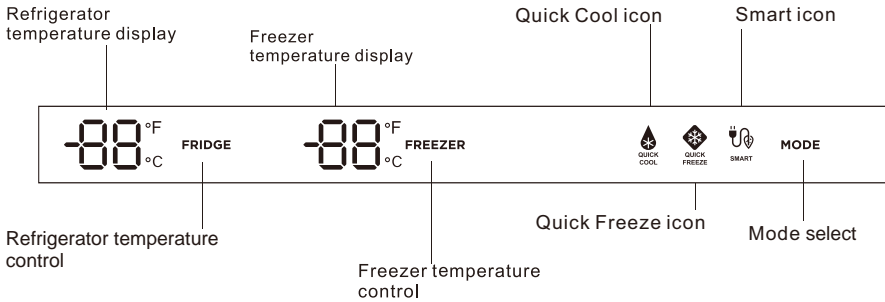 Refrigerator
temperature display
Freezer
temperature display
Quick Cool icon
Smart icon
-88 °F
°C
FRIDGE
-88 °F
°C
FREEZER
QUICK
COOL
QUICK
FREEZE
SMART
MODE
Refrigerator temperature
control
Freezer temperature
control
Quick Freeze icon
Mode select